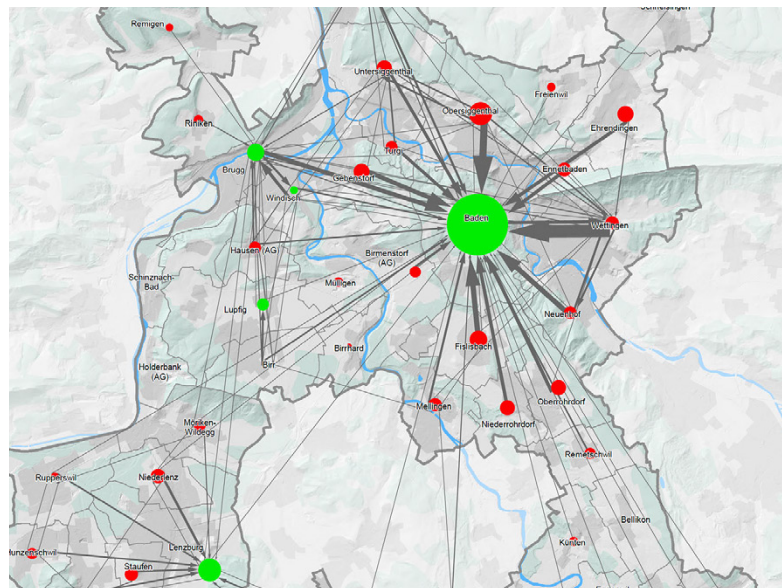 Remigen
Untersiggenthal
Freienwil
Obersiggenthal
Ehrendingen
Riniken
Turgi
Brugg
Gebenstorf
Ennetbaden
Windisch
Baden
Wettingen
Hausen (AG)
Birmenstorf
(AG)
Schinznach-
Bad
Mülligen
Lupfig
Neuenhof
Birrhard
Fislisbach
Birr
Holderbank
(AG)
Mellingen
Oberrohrdorf
Niederrohrdorf
Möriken-
Wildegg
Remetschwil
Rupperswil
Niederlenz
Bellikon
Künten
Lenzburg
Hunzenschwil
Staufen